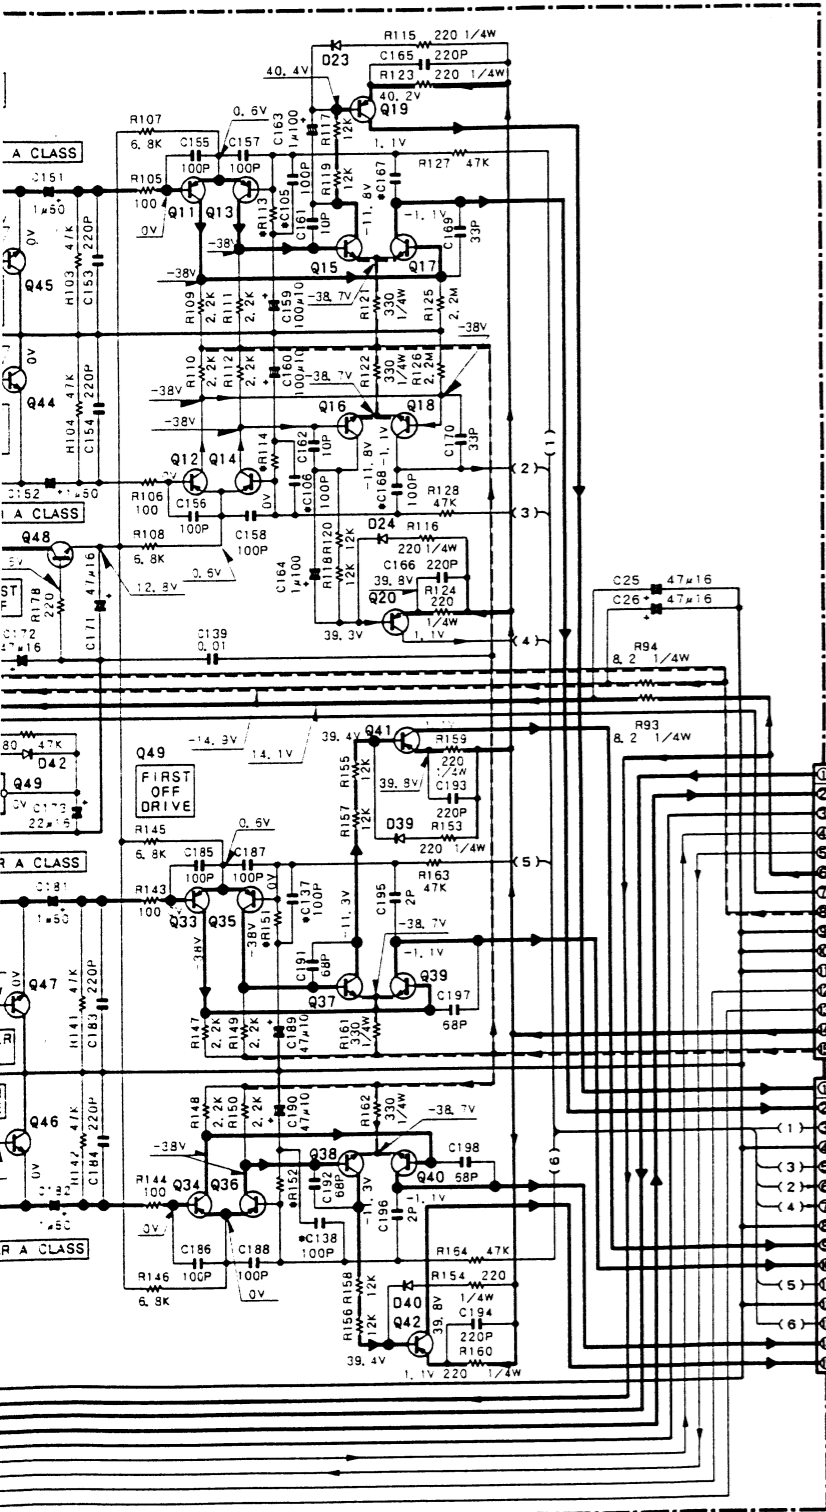 R115 220 1/4W
D23
C165 220P
R123 220 1/4W
40.4V
40.2V
Q19
R107
6.8K
0.6V
C163
1μ100
R117
12K
A CLASS
C155
100P
C157
100P
1.1V
R127 47K
C151
1μ50
R105
100
R119
12K
*C105
100P
*R113
C161
10P
-11.8V
*C167
100P
-1.1V
C169
33P
Q11
Q13
0V
0V
Q45
R103
47K
C153
220P
-38V
-38V
Q15
Q17
R109
2.2K
R111
2.2K
C159
100μ10
-38.7V
R121
330
1/4W
R125
2.2M
-38V
R110
2.2K
R112
2.2K
C160
100μ10
-38.7V
R122
330
1/4W
R126
2.2M
0V
Q44
R104
47K
C154
220P
-38V
-38V
Q16
Q18
(1)
Q12
Q14
*R114
C162
10P
*C106
100P
-11.8V
-1.1V
*C168
100P
C170
33P
(2)
C152
1μ50
R106
100
0V
0V
C156
100P
C158
100P
R128
47K
(3)
A CLASS
Q48
R108
6.8K
0.6V
R118
12K
R120
12K
D24
R116
220 1/4W
C164
1μ100
C166
220P
39.8V
R124
220
1/4W
Q20
39.3V
1.1V
(4)
R178
220
C171
47μ16
12.8V
C25 47μ16
C26 47μ16
C172
47μ16
C139
0.01
R94
8.2 1/4W
R93
8.2 1/4W
-14.9V
14.1V
47K
D42
Q49
0V
C173
22μ16
Q49
FIRST
OFF
DRIVE
39.4V
Q41
1.1V
R155
12K
R159
220
1/4W
39.8V
C193
220P
R157
12K
D39
R153
220 1/4W
R145
6.8K
0.6V
R A CLASS
C185
100P
C187
100P
0V
R163
47K
(5)
C181
1μ50
R143
100
0V
Q33
Q35
*C137
100P
*R151
-11.3V
C195
2P
-38V
-38V
-38.7V
-1.1V
C191
68P
Q37
Q39
C197
68P
0V
Q47
R141
47K
C183
220P
R147
2.2K
R149
2.2K
C189
47μ10
R161
330
1/4W
R148
2.2K
R150
2.2K
C190
47μ10
R162
330
1/4W
-38.7V
Q46
0V
R142
47K
C184
220P
-38V
Q38
Q40
C198
68P
(1)
(6)
R144
100
Q34
Q36
*R152
C192
68P
-11.3V
-1.1V
C196
2P
(3)
(2)
(4)
C182
1μ50
0V
*C138
100P
R A CLASS
C186
100P
C188
100P
R164 47K
(5)
R146
6.8K
0V
R158
12K
R156
12K
D40
R154 220
1/4W
(6)
39.8V
C194
220P
Q42
39.4V
R160
1.1V 220 1/4W